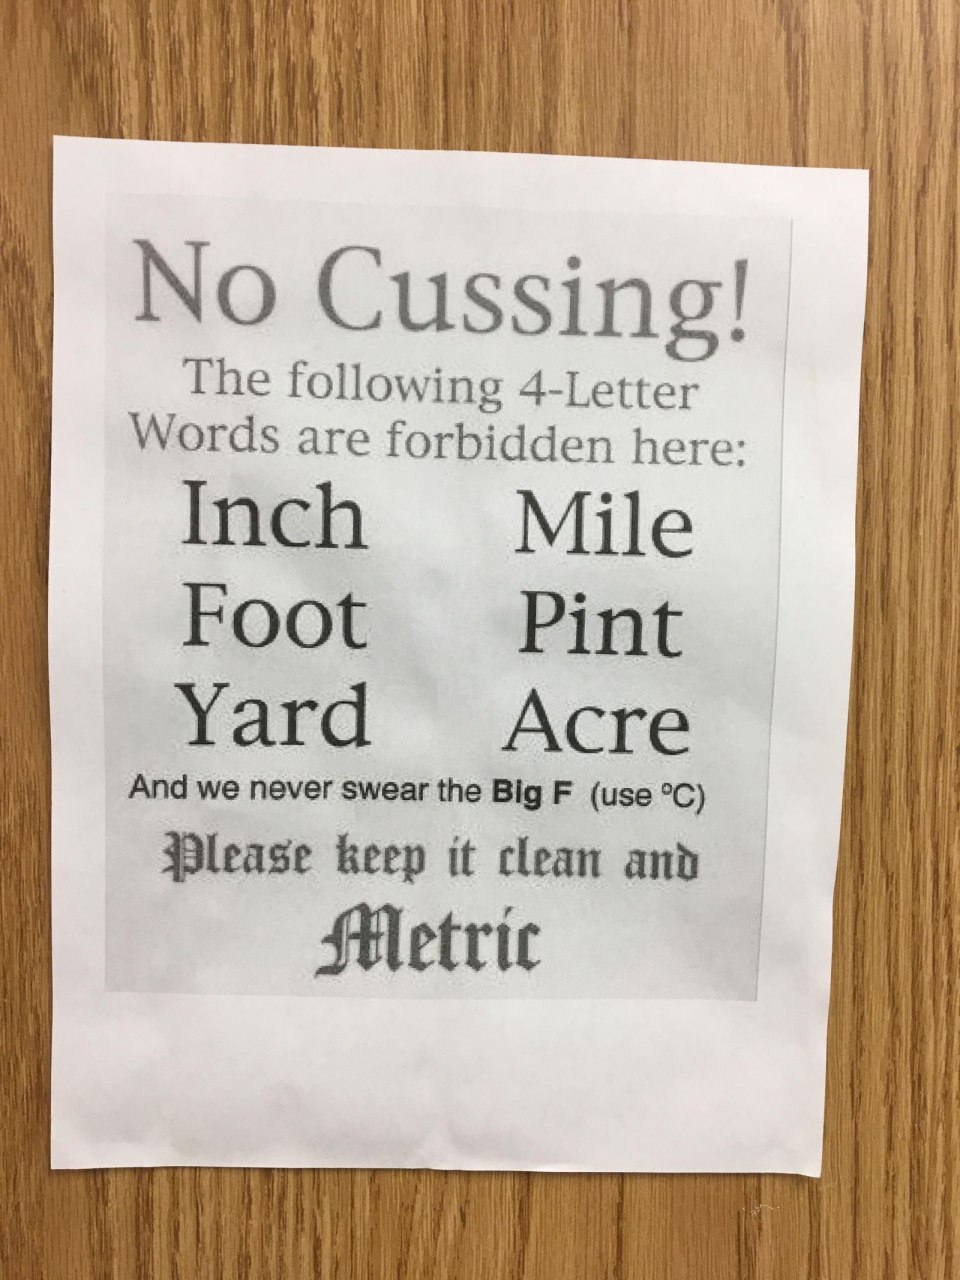 No Cussing!
The following 4-Letter
Words are forbidden here:
Inch Mile
Foot Pint
Yard Acre
And we never swear the Big F (use ºC)
Please keep it clean and
Metric